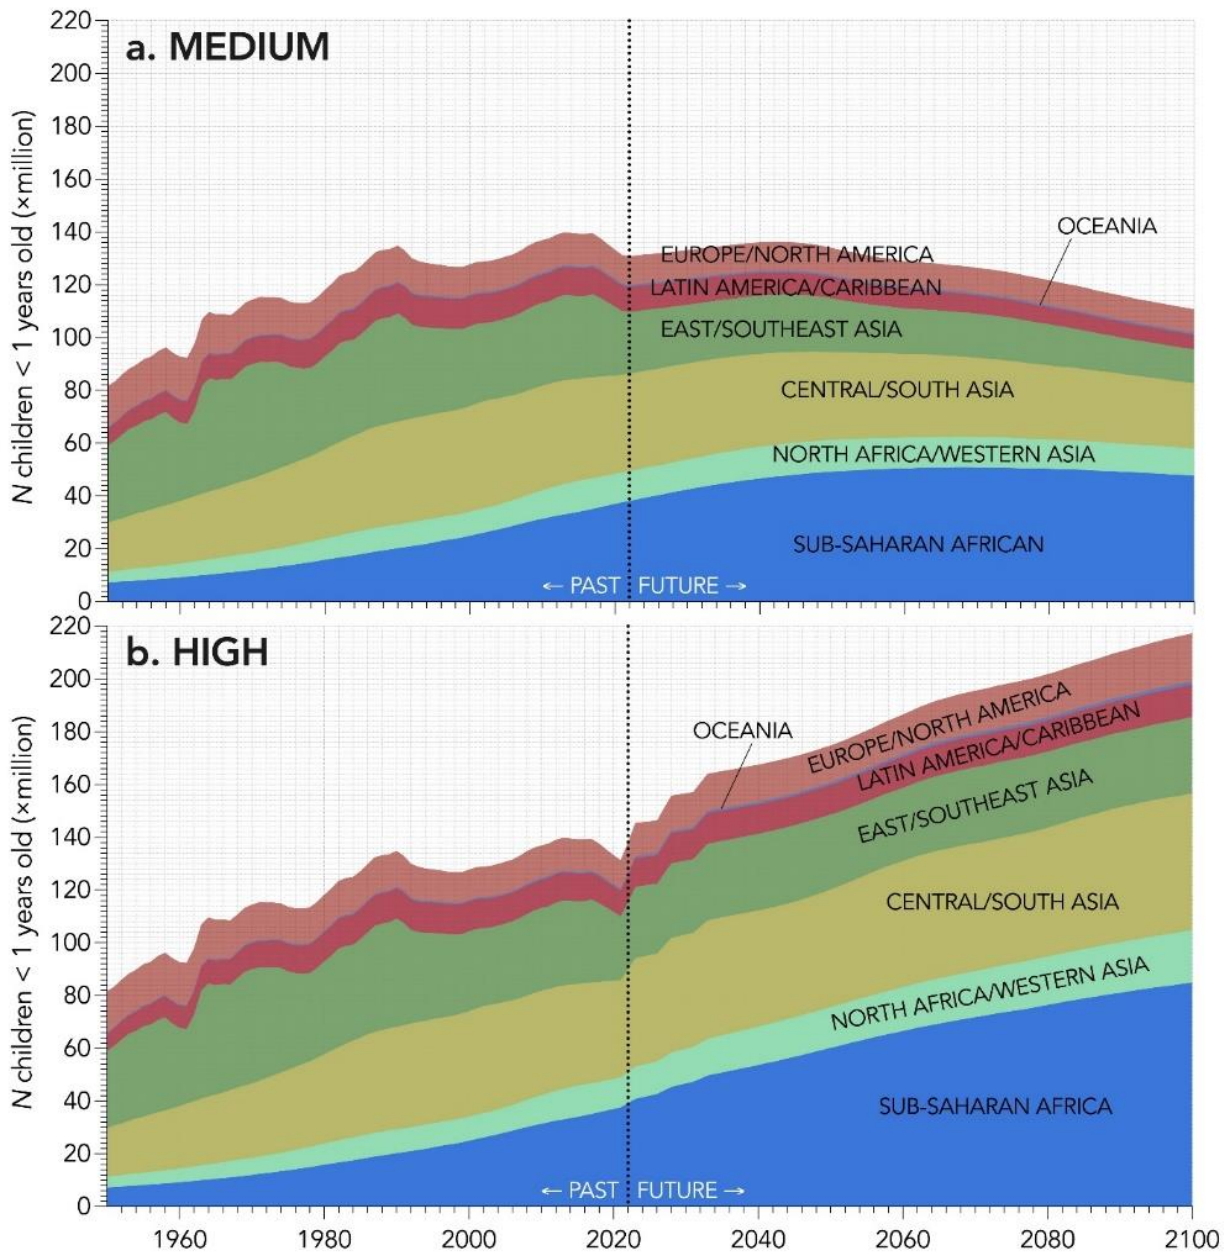 a. MEDIUM
N children < 1 years old (×million)
220
200
180
160
140
120
100
80
60
40
20
0
OCEANIA
EUROPE/NORTH AMERICA
LATIN AMERICA/CARIBBEAN
EAST/SOUTHEAST ASIA
CENTRAL/SOUTH ASIA
NORTH AFRICA/WESTERN ASIA
SUB-SAHARAN AFRICAN
← PAST FUTURE →
b. HIGH
N children < 1 years old (×million)
220
200
180
160
140
120
100
80
60
40
20
0
OCEANIA
EUROPE/NORTH AMERICA
LATIN AMERICA/CARIBBEAN
EAST/SOUTHEAST ASIA
CENTRAL/SOUTH ASIA
NORTH AFRICA/WESTERN ASIA
SUB-SAHARAN AFRICA
← PAST FUTURE →
1960 1980 2000 2020 2040 2060 2080 2100